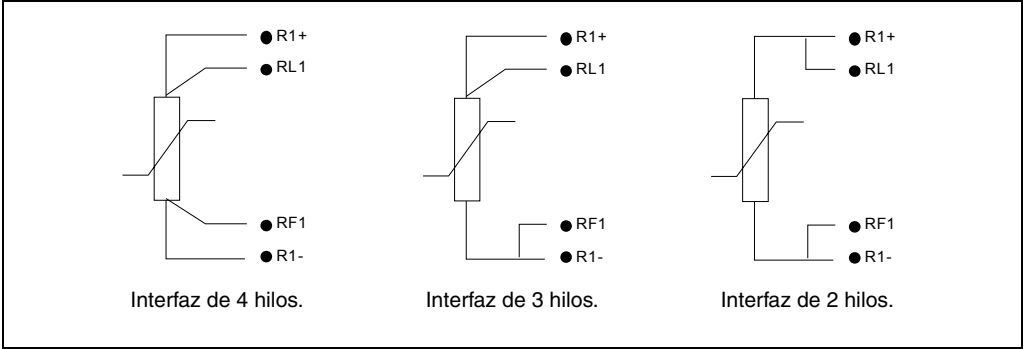 R1+
RL1
RF1
R1-
Interfaz de 4 hilos.
R1+
RL1
RF1
R1-
Interfaz de 3 hilos.
R1+
RL1
RF1
R1-
Interfaz de 2 hilos.